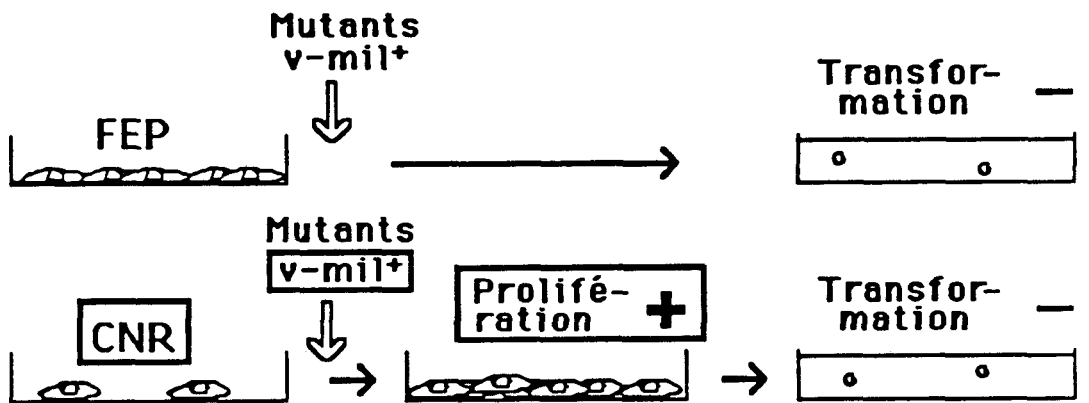 Mutants
v-mil+
FEP
Transfor-
mation −
Mutants
v-mil+
CNR
Prolifé-
ration +
Transfor-
mation −